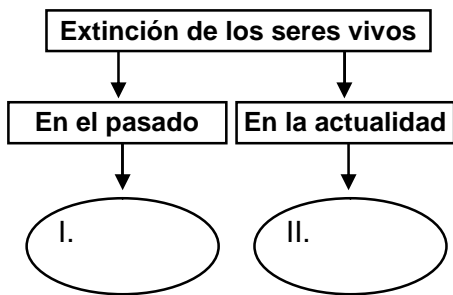 Extinción de los seres vivos
En el pasado
En la actualidad
I.
II.